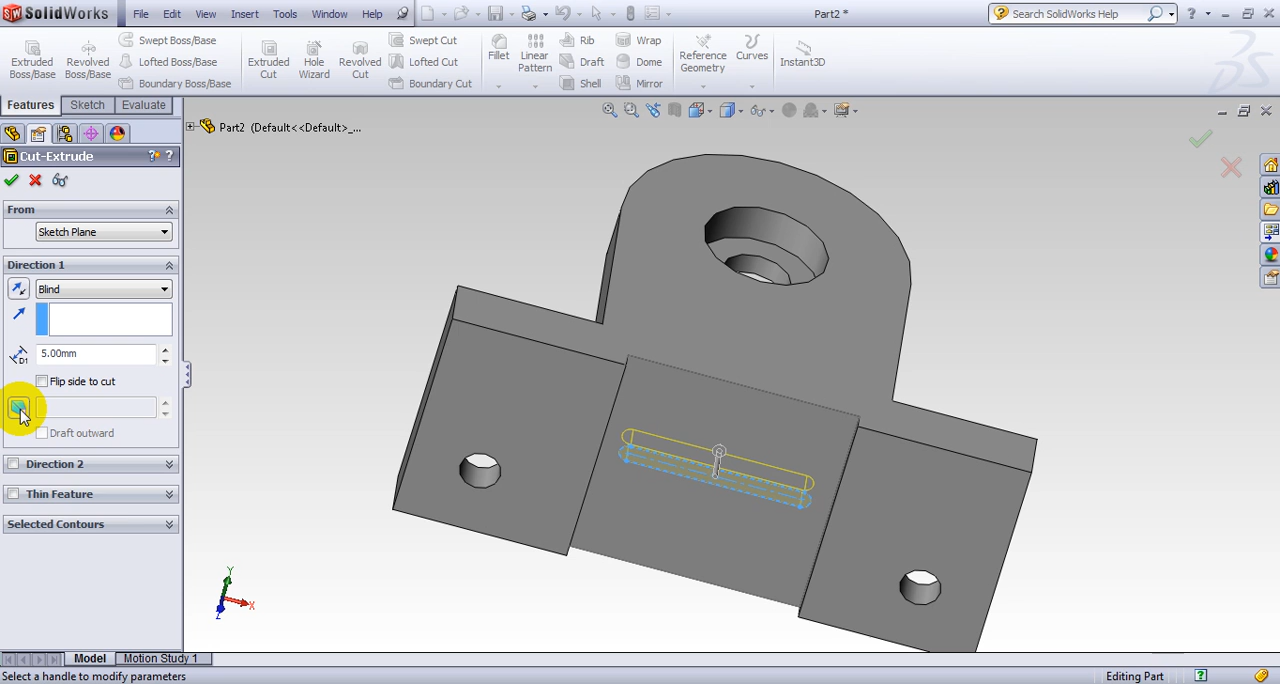 SolidWorks File Edit View Insert Tools Window Help Part2 * Search SolidWorks Help
Extruded Boss/Base
Revolved Boss/Base
Swept Boss/Base
Lofted Boss/Base
Boundary Boss/Base
Extruded Cut
Hole Wizard
Revolved Cut
Swept Cut
Lofted Cut
Boundary Cut
Fillet
Linear Pattern
Rib
Draft
Shell
Wrap
Dome
Mirror
Reference Geometry
Curves
Instant3D
Features Sketch Evaluate
Part2 (Default<<Default>_...
Cut-Extrude
From
Sketch Plane
Direction 1
Blind
D1
5.00mm
Flip side to cut
Draft outward
Direction 2
Thin Feature
Selected Contours
Y
X
Z
Model Motion Study 1
Select a handle to modify parameters Editing Part